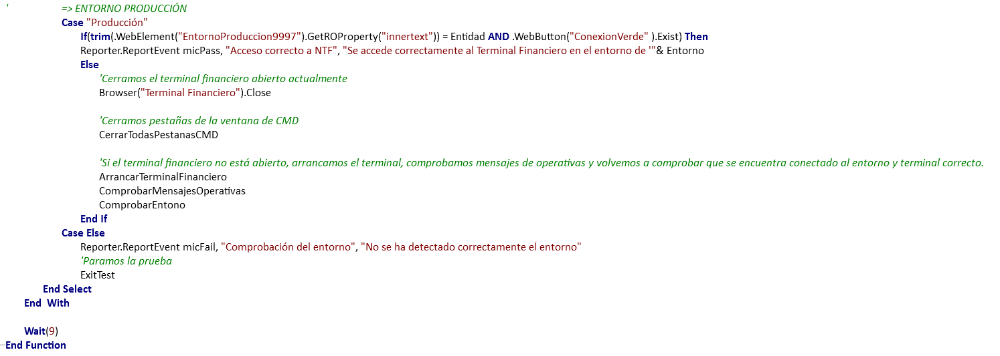 ' => ENTORNO PRODUCCIÓN
Case "Producción"
If(trim(.WebElement("EntornoProduccion9997").GetROProperty("innertext")) = Entidad AND .WebButton("ConexionVerde" ).Exist) Then
Reporter.ReportEvent micPass, "Acceso correcto a NTF", "Se accede correctamente al Terminal Financiero en el entorno de '"& Entorno
Else
'Cerramos el terminal financiero abierto actualmente
Browser("Terminal Financiero").Close
'Cerramos pestañas de la ventana de CMD
CerrarTodasPestanasCMD
'Si el terminal financiero no está abierto, arrancamos el terminal, comprobamos mensajes de operativas y volvemos a comprobar que se encuentra conectado al entorno y terminal correcto.
ArrancarTerminalFinanciero
ComprobarMensajesOperativas
ComprobarEntono
End If
Case Else
Reporter.ReportEvent micFail, "Comprobación del entorno", "No se ha detectado correctamente el entorno"
'Paramos la prueba
ExitTest
End Select
End  With
Wait(9)
End Function